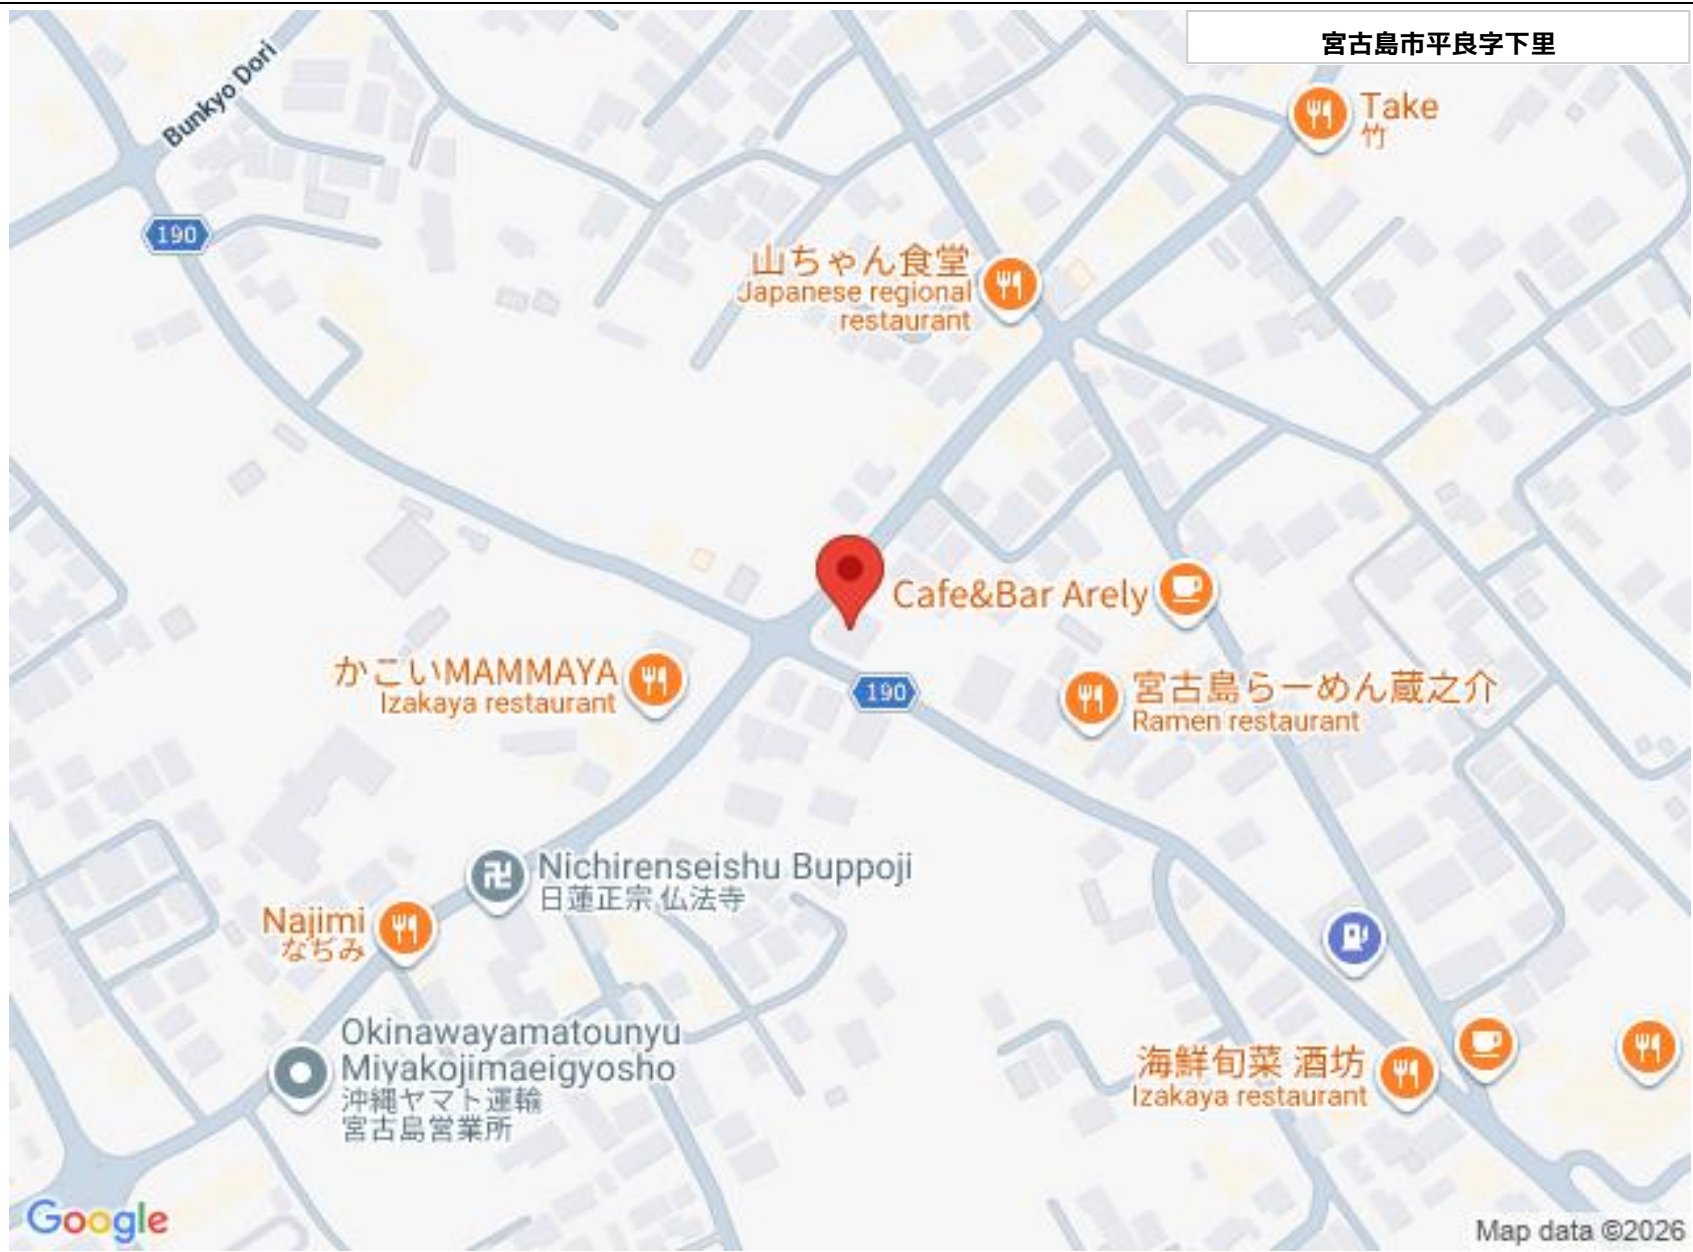 宮古島市平良字下里
Bunkyo Dori
Take
竹
190
山ちゃん食堂
Japanese regional
restaurant
Cafe&Bar Arely
かこいMAMMAYA
Izakaya restaurant
190
宮古島らーめん蔵之介
Ramen restaurant
Nichirenseishu Buppoji
日蓮正宗 仏法寺
Najimi
なぢみ
Okinawayamatounyu
Miyakojimaeigyosho
沖縄ヤマト運輸
宮古島営業所
海鮮旬菜 酒坊
Izakaya restaurant
Google
Map data ©2026